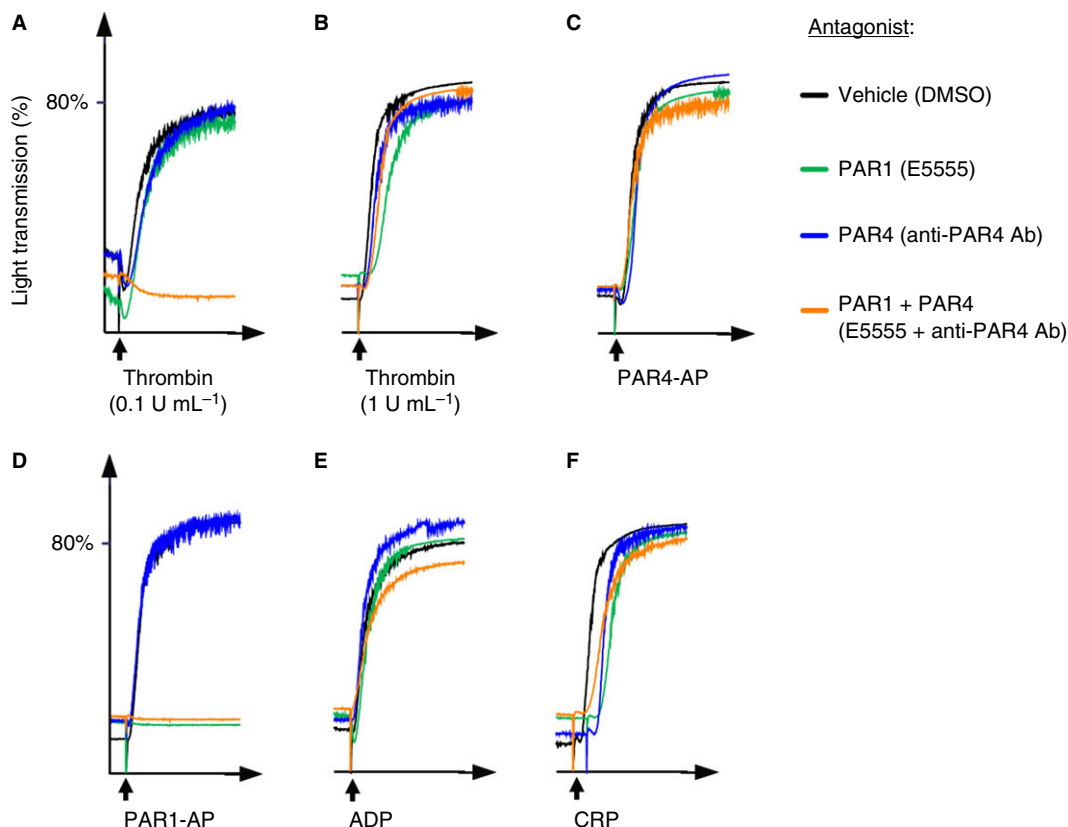 A
B
C
Antagonist:
80%
Light transmission (%)
Vehicle (DMSO)
PAR1 (E5555)
PAR4 (anti-PAR4 Ab)
PAR1 + PAR4
(E5555 + anti-PAR4 Ab)
Thrombin
(0.1 U mL⁻¹)
Thrombin
(1 U mL⁻¹)
PAR4-AP
D
E
F
80%
PAR1-AP
ADP
CRP